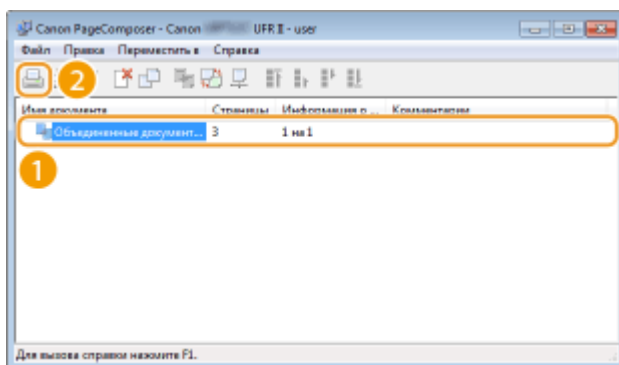 Canon PageComposer - Canon UFR II - user
Файл Правка Переместить в Справка
2
Имя документа Страницы Информация о ... Комментарии
Объединенные документ... 3 1 на 1
1
Для вызова справки нажмите F1.